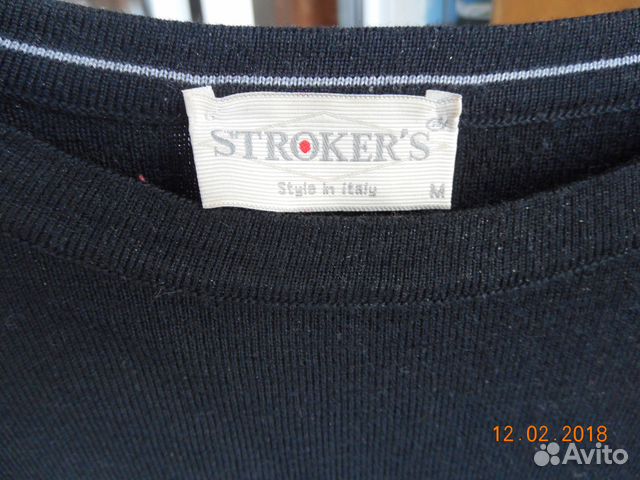 STROKER'S
Style in Italy
M
12.02.2018
Avito